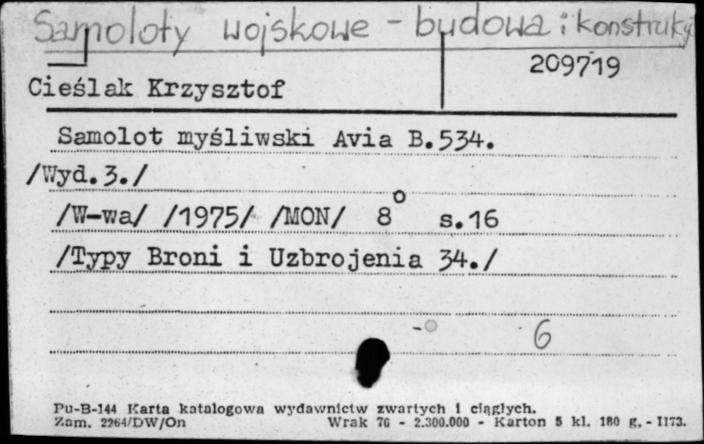 Samoloty wojskowe - budowa i konstrukcj
209719
Cieślak Krzysztof
Samolot myśliwski Avia B.534.
/Wyd.3./
/W-wa/ /1975/ /MON/ 8° s.16
/Typy Broni i Uzbrojenia 34./
6
Pu-B-144 Karta katalogowa wydawnictw zwartych i ciągłych.
Zam. 2264/DW/On Wrak 76 - 2.300.000 - Karton 5 kl. 180 g. - 1173.